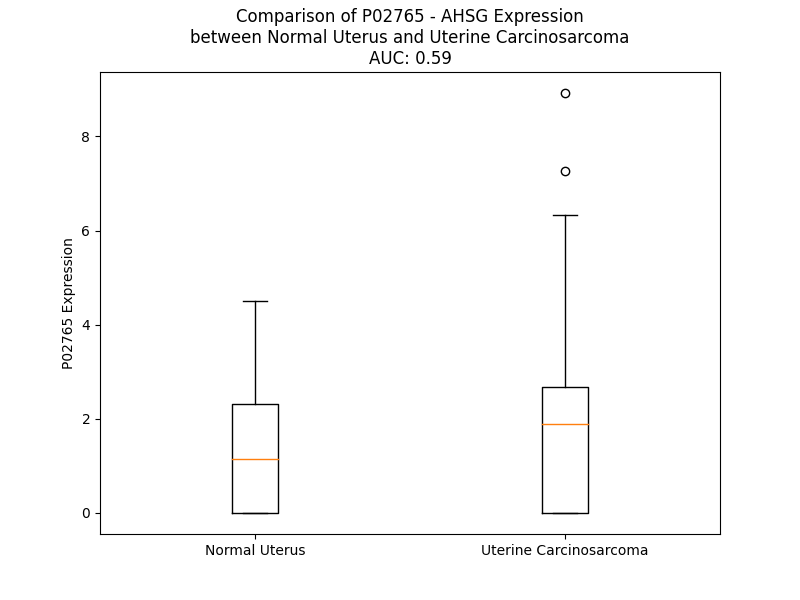 Comparison of P02765 - AHSG Expression
between Normal Uterus and Uterine Carcinosarcoma
AUC: 0.59
8
6
4
2
0
P02765 Expression
Normal Uterus
Uterine Carcinosarcoma